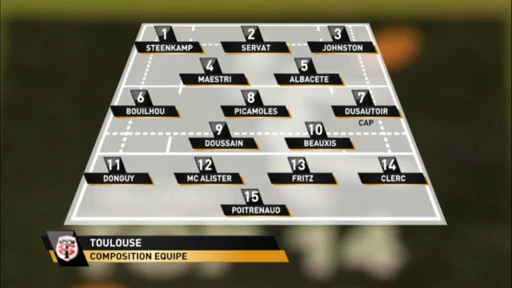 1 2 3
STEENKAMP SERVAT JOHNSTON
4 5
MAESTRI ALBACETE
6 8 7
BOUILHOU PICAMOLES DUSAUTOIR
CAP
9 10
DOUSSAIN BEAUXIS
11 12 13 14
DONGUY MC ALISTER FRITZ CLERC
15
POITRENAUD
TOULOUSE
COMPOSITION EQUIPE